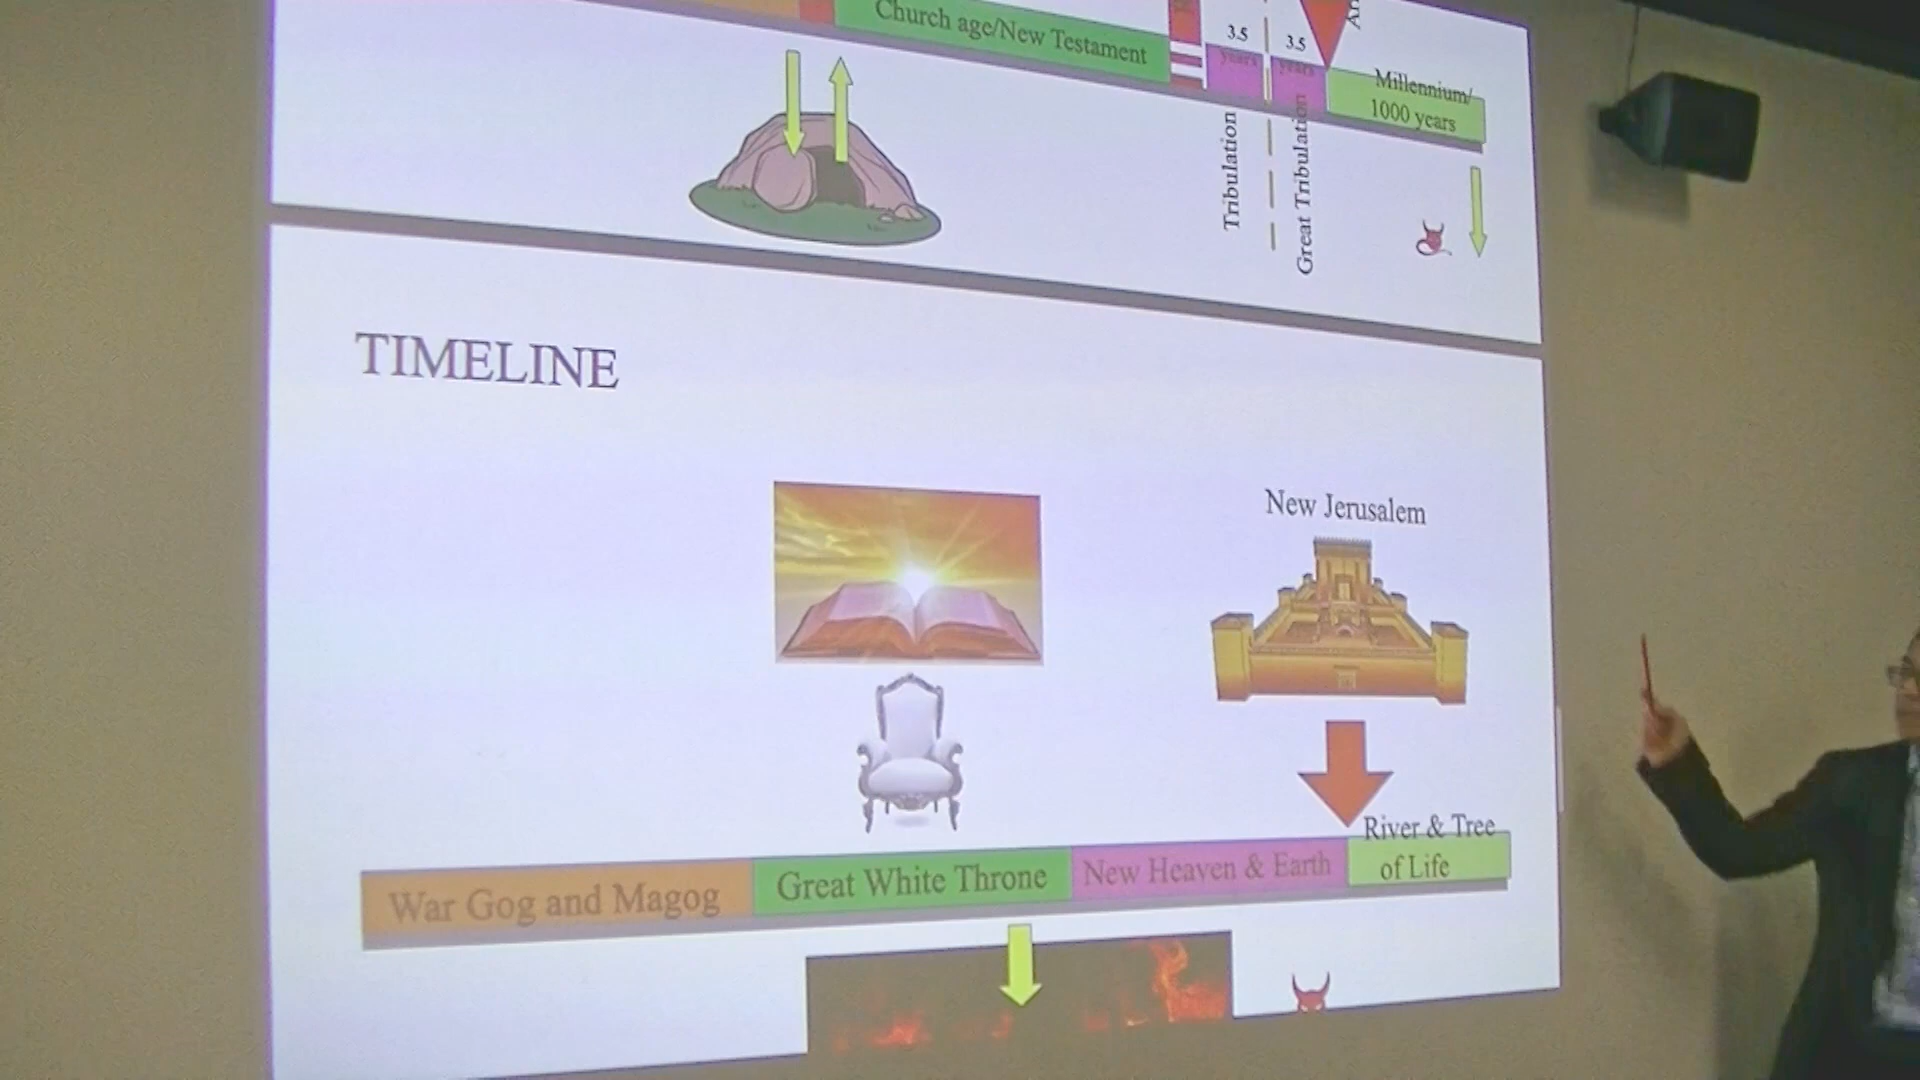 Church age/New Testament
3.5
years
3.5
years
Tribulation
Great Tribulation
Millennium/
1000 years
TIMELINE
New Jerusalem
War Gog and Magog
Great White Throne
New Heaven & Earth
River & Tree
of Life